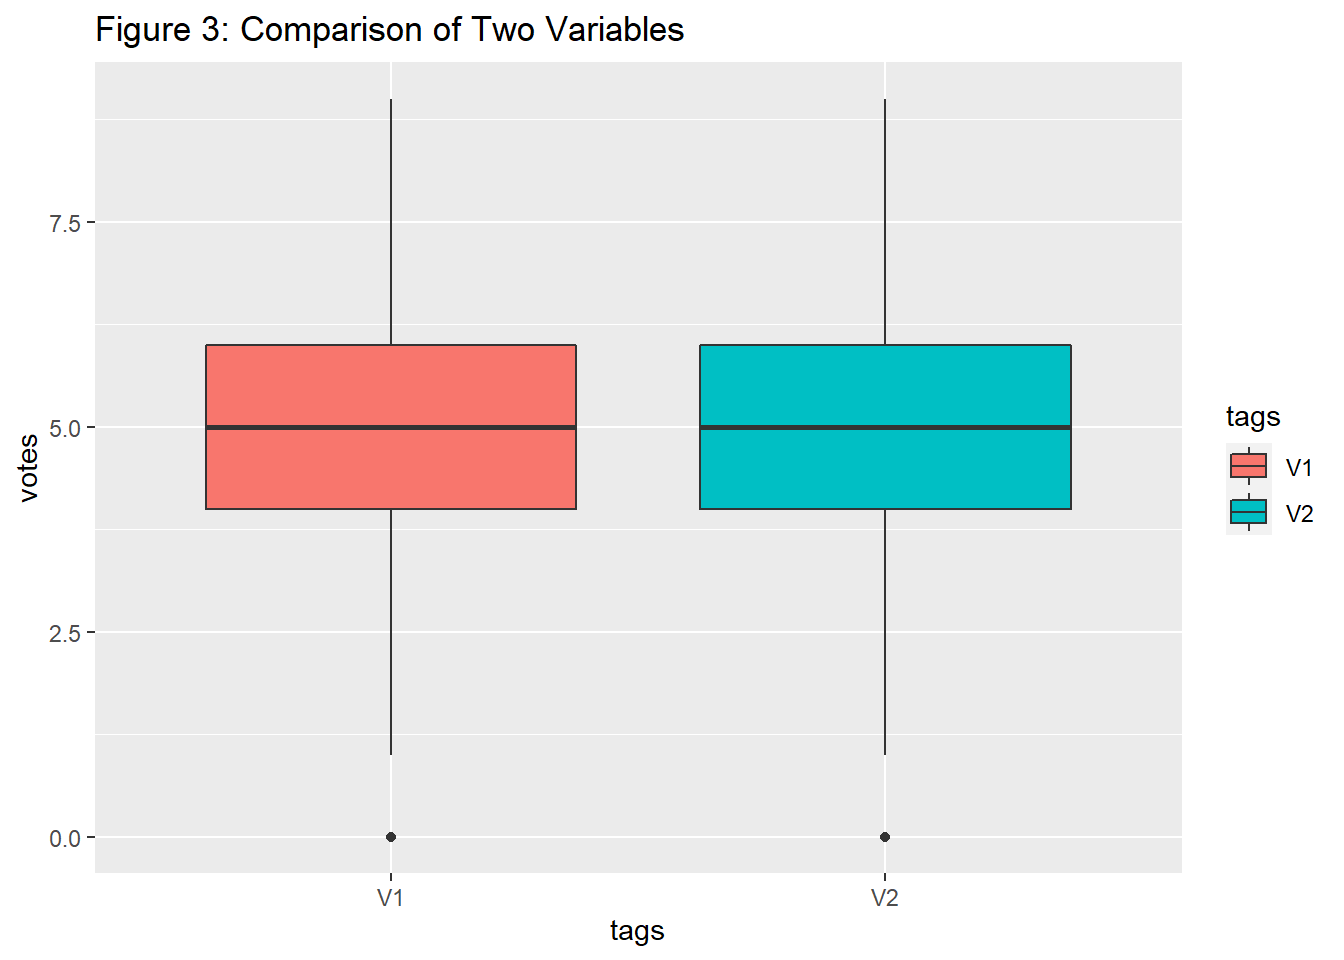 Figure 3: Comparison of Two Variables
votes
7.5
5.0
2.5
0.0
V1
V2
tags
tags
V1
V2